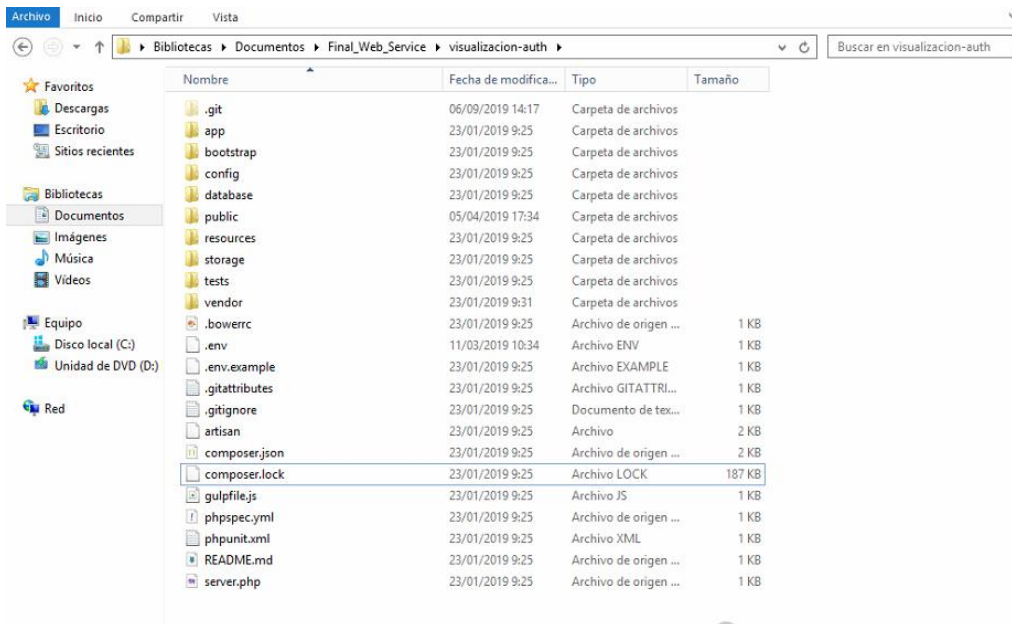 Archivo Inicio Compartir Vista
Bibliotecas Documentos Final_Web_Service visualizacion-auth Buscar en visualizacion-auth
Favoritos
Descargas
Escritorio
Sitios recientes
Bibliotecas
Documentos
Imágenes
Música
Vídeos
Equipo
Disco local (C:)
Unidad de DVD (D:)
Red
Nombre Fecha de modifica... Tipo Tamaño
.git 06/09/2019 14:17 Carpeta de archivos
app 23/01/2019 9:25 Carpeta de archivos
bootstrap 23/01/2019 9:25 Carpeta de archivos
config 23/01/2019 9:25 Carpeta de archivos
database 23/01/2019 9:25 Carpeta de archivos
public 05/04/2019 17:34 Carpeta de archivos
resources 23/01/2019 9:25 Carpeta de archivos
storage 23/01/2019 9:25 Carpeta de archivos
tests 23/01/2019 9:25 Carpeta de archivos
vendor 23/01/2019 9:31 Carpeta de archivos
.bowerrc 23/01/2019 9:25 Archivo de origen ... 1 KB
.env 11/03/2019 10:34 Archivo ENV 1 KB
.env.example 23/01/2019 9:25 Archivo EXAMPLE 1 KB
.gitattributes 23/01/2019 9:25 Archivo GITATTRI... 1 KB
.gitignore 23/01/2019 9:25 Documento de tex... 1 KB
artisan 23/01/2019 9:25 Archivo 2 KB
composer.json 23/01/2019 9:25 Archivo de origen ... 2 KB
composer.lock 23/01/2019 9:25 Archivo LOCK 187 KB
gulpfile.js 23/01/2019 9:25 Archivo JS 1 KB
phpspec.yml 23/01/2019 9:25 Archivo de origen ... 1 KB
phpunit.xml 23/01/2019 9:25 Archivo XML 1 KB
README.md 23/01/2019 9:25 Archivo de origen ... 1 KB
server.php 23/01/2019 9:25 Archivo de origen ... 1 KB